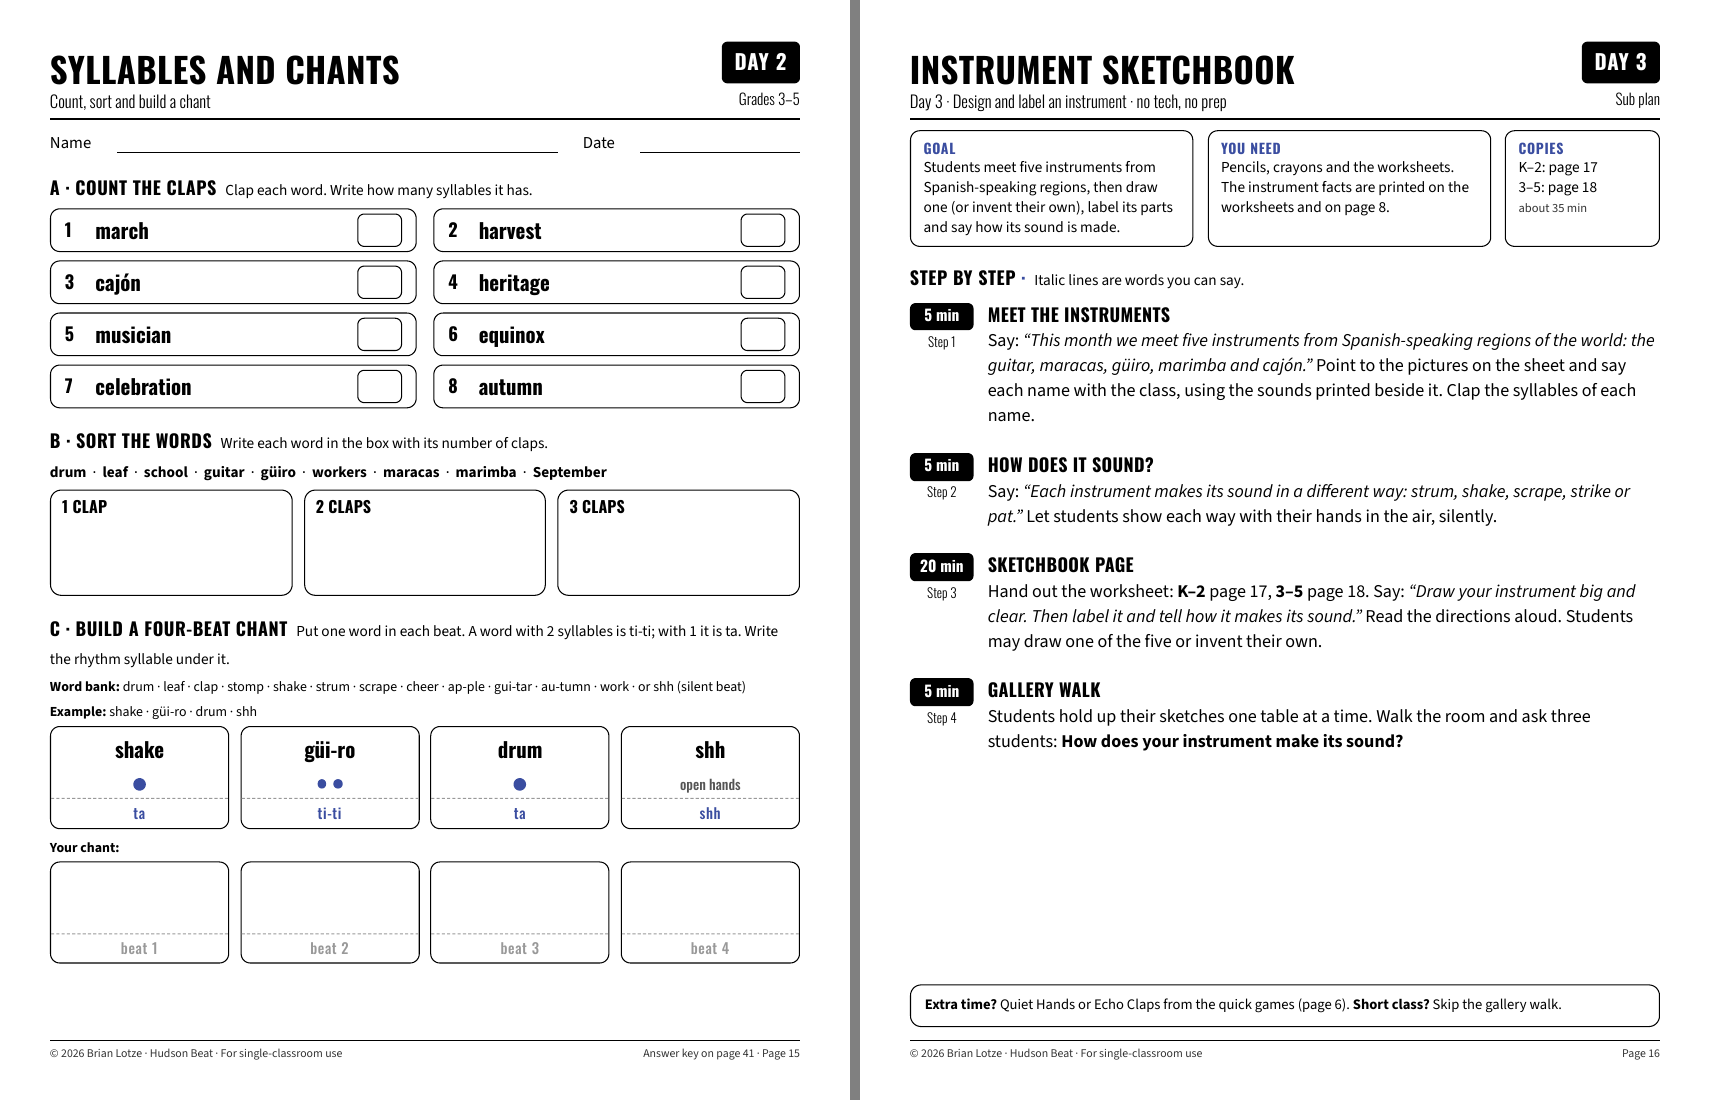 SYLLABLES AND CHANTS
DAY 2
Count, sort and build a chant
Grades 3–5
Name
Date
A · COUNT THE CLAPS Clap each word. Write how many syllables it has.
1 march
2 harvest
3 cajón
4 heritage
5 musician
6 equinox
7 celebration
8 autumn
B · SORT THE WORDS Write each word in the box with its number of claps.
drum · leaf · school · guitar · güiro · workers · maracas · marimba · September
1 CLAP
2 CLAPS
3 CLAPS
C · BUILD A FOUR-BEAT CHANT Put one word in each beat. A word with 2 syllables is ti-ti; with 1 it is ta. Write
the rhythm syllable under it.
Word bank: drum · leaf · clap · stomp · shake · strum · scrape · cheer · ap-ple · gui-tar · au-tumn · work · or shh (silent beat)
Example: shake · güi-ro · drum · shh
shake
güi-ro
drum
shh
open hands
ta
ti-ti
ta
shh
Your chant:
beat 1
beat 2
beat 3
beat 4
© 2026 Brian Lotze · Hudson Beat · For single-classroom use
Answer key on page 41 · Page 15
INSTRUMENT SKETCHBOOK
DAY 3
Day 3 · Design and label an instrument · no tech, no prep
Sub plan
GOAL
Students meet five instruments from
Spanish-speaking regions, then draw
one (or invent their own), label its parts
and say how its sound is made.
YOU NEED
Pencils, crayons and the worksheets.
The instrument facts are printed on the
worksheets and on page 8.
COPIES
K–2: page 17
3–5: page 18
about 35 min
STEP BY STEP · Italic lines are words you can say.
5 min
Step 1
MEET THE INSTRUMENTS
Say: “This month we meet five instruments from Spanish-speaking regions of the world: the
guitar, maracas, güiro, marimba and cajón.” Point to the pictures on the sheet and say
each name with the class, using the sounds printed beside it. Clap the syllables of each
name.
5 min
Step 2
HOW DOES IT SOUND?
Say: “Each instrument makes its sound in a different way: strum, shake, scrape, strike or
pat.” Let students show each way with their hands in the air, silently.
20 min
Step 3
SKETCHBOOK PAGE
Hand out the worksheet: K–2 page 17, 3–5 page 18. Say: “Draw your instrument big and
clear. Then label it and tell how it makes its sound.” Read the directions aloud. Students
may draw one of the five or invent their own.
5 min
Step 4
GALLERY WALK
Students hold up their sketches one table at a time. Walk the room and ask three
students: How does your instrument make its sound?
Extra time? Quiet Hands or Echo Claps from the quick games (page 6). Short class? Skip the gallery walk.
© 2026 Brian Lotze · Hudson Beat · For single-classroom use
Page 16